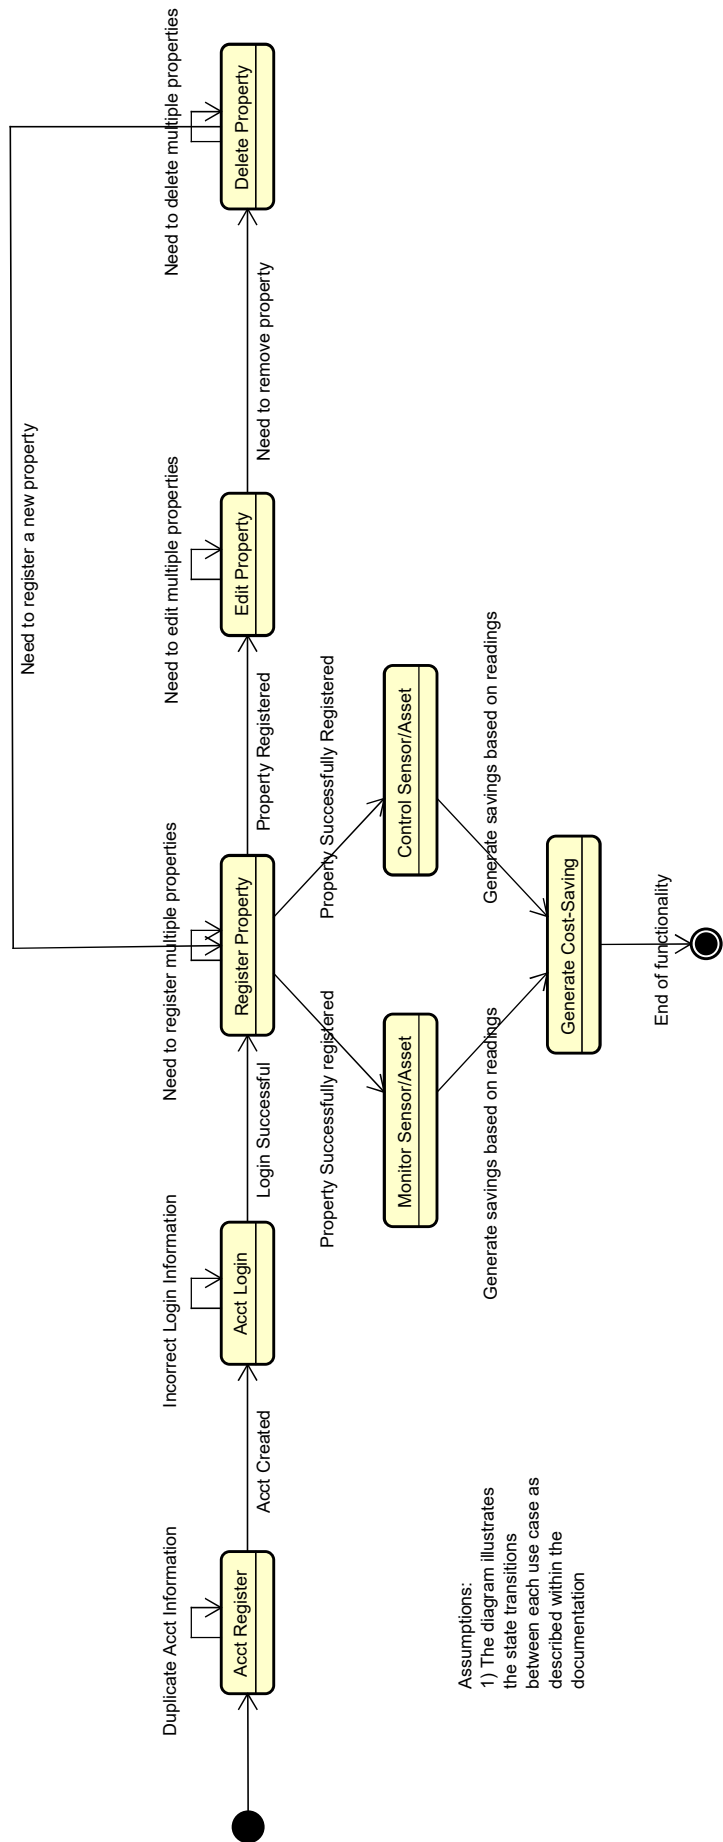 Need to register a new property
Duplicate Acct Information
Incorrect Login Information
Need to register multiple properties
Need to edit multiple properties
Need to delete multiple properties
Acct Register
Acct Created
Acct Login
Login Successful
Register Property
Property Registered
Edit Property
Need to remove property
Delete Property
Property Successfully registered
Property Successfully Registered
Monitor Sensor/Asset
Control Sensor/Asset
Generate savings based on readings
Generate savings based on readings
Generate Cost-Saving
End of functionality
Assumptions:
1) The diagram illustrates
the state transitions
between each use case as
described within the
documentation